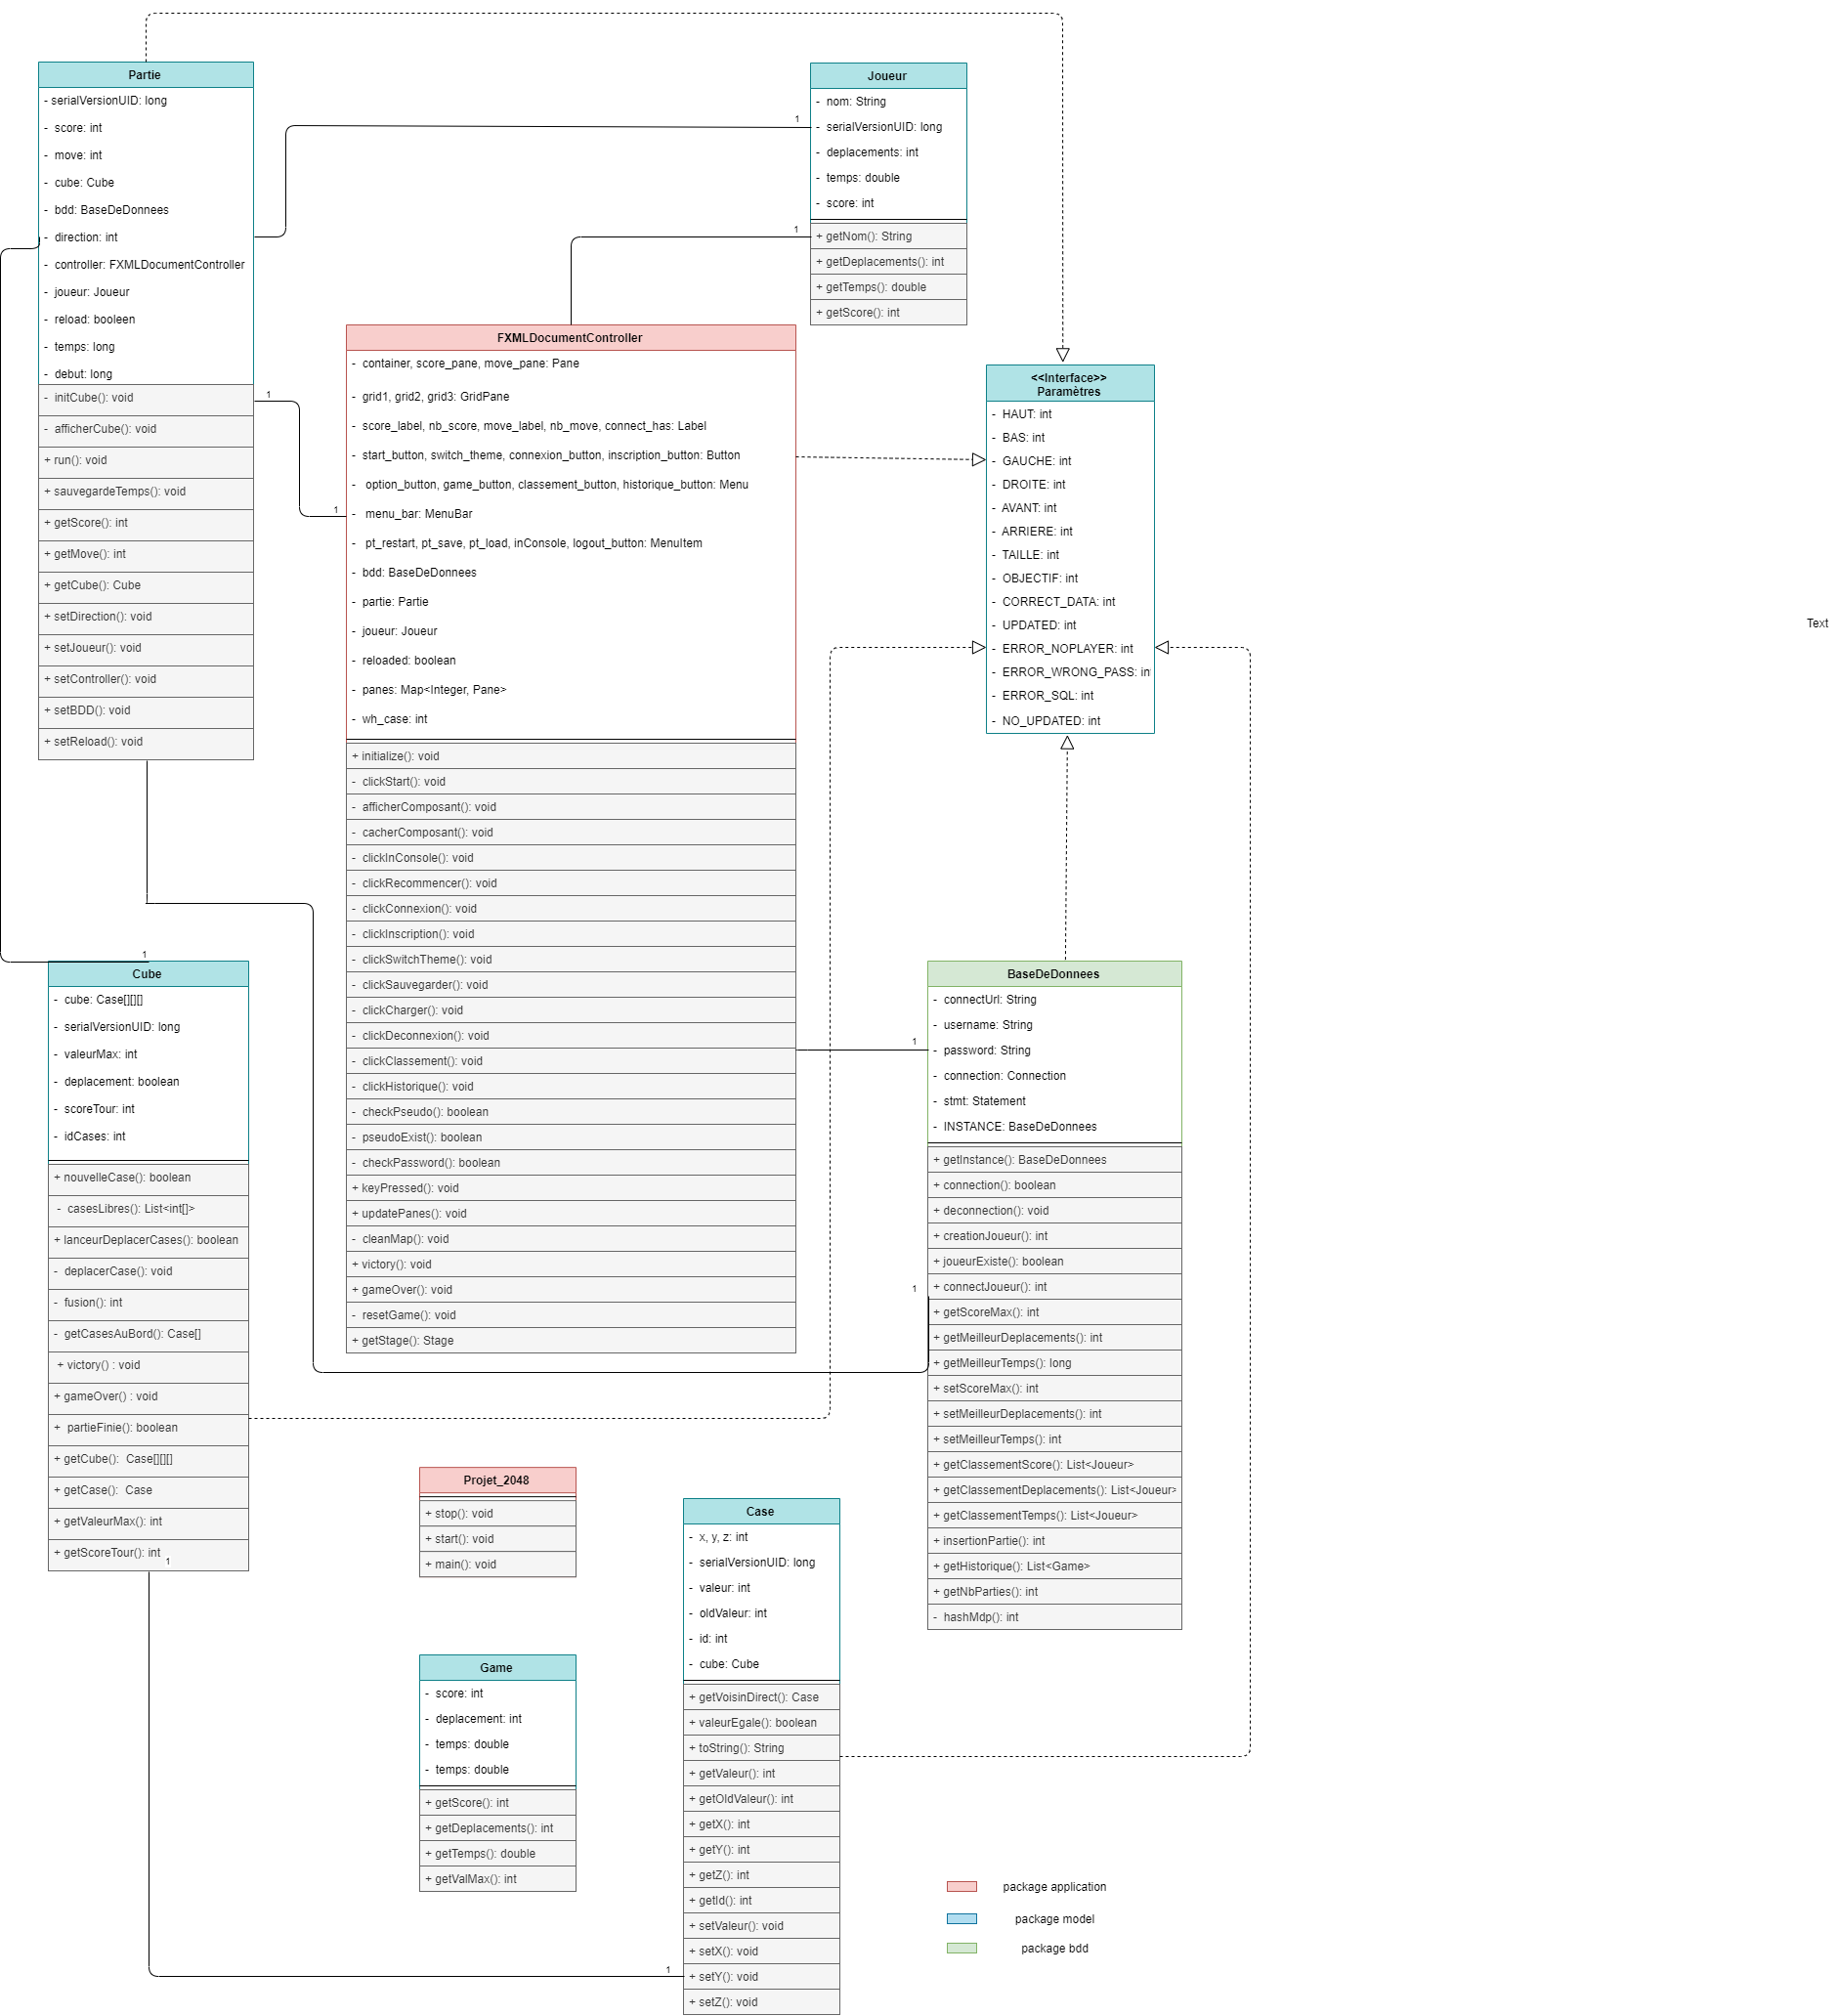 Partie
- serialVersionUID: long
- score: int
- move: int
- cube: Cube
- bdd: BaseDeDonnees
- direction: int
- controller: FXMLDocumentController
- joueur: Joueur
- reload: booleen
- temps: long
- debut: long
- initCube(): void
- afficherCube(): void
+ run(): void
+ sauvegardeTemps(): void
+ getScore(): int
+ getMove(): int
+ getCube(): Cube
+ setDirection(): void
+ setJoueur(): void
+ setController(): void
+ setBDD(): void
+ setReload(): void
1
1
1
1
Joueur
- nom: String
- serialVersionUID: long
- deplacements: int
- temps: double
- score: int
+ getNom(): String
+ getDeplacements(): int
+ getTemps(): double
+ getScore(): int
FXMLDocumentController
- container, score_pane, move_pane: Pane
- grid1, grid2, grid3: GridPane
- score_label, nb_score, move_label, nb_move, connect_has: Label
- start_button, switch_theme, connexion_button, inscription_button: Button
- option_button, game_button, classement_button, historique_button: Menu
- menu_bar: MenuBar
- pt_restart, pt_save, pt_load, inConsole, logout_button: MenuItem
- bdd: BaseDeDonnees
- partie: Partie
- joueur: Joueur
- reloaded: boolean
- panes: Map<Integer, Pane>
- wh_case: int
+ initialize(): void
- clickStart(): void
- afficherComposant(): void
- cacherComposant(): void
- clickInConsole(): void
- clickRecommencer(): void
- clickConnexion(): void
- clickInscription(): void
- clickSwitchTheme(): void
- clickSauvegarder(): void
- clickCharger(): void
- clickDeconnexion(): void
- clickClassement(): void
- clickHistorique(): void
- checkPseudo(): boolean
- pseudoExist(): boolean
- checkPassword(): boolean
+ keyPressed(): void
+ updatePanes(): void
- cleanMap(): void
+ victory(): void
+ gameOver(): void
- resetGame(): void
+ getStage(): Stage
<<Interface>>
Paramètres
- HAUT: int
- BAS: int
- GAUCHE: int
- DROITE: int
- AVANT: int
- ARRIERE: int
- TAILLE: int
- OBJECTIF: int
- CORRECT_DATA: int
- UPDATED: int
- ERROR_NOPLAYER: int
- ERROR_WRONG_PASS: in
- ERROR_SQL: int
- NO_UPDATED: int
Text
1
Cube
- cube: Case[][][]
- serialVersionUID: long
- valeurMax: int
- deplacement: boolean
- scoreTour: int
- idCases: int
+ nouvelleCase(): boolean
- casesLibres(): List<int[]>
+ lanceurDeplacerCases(): boolean
- deplacerCase(): void
- fusion(): int
- getCasesAuBord(): Case[]
+ victory() : void
+ gameOver() : void
+ partieFinie(): boolean
+ getCube(): Case[][][]
+ getCase(): Case
+ getValeurMax(): int
+ getScoreTour(): int
1
1
1
BaseDeDonnees
- connectUrl: String
- username: String
- password: String
- connection: Connection
- stmt: Statement
- INSTANCE: BaseDeDonnees
+ getInstance(): BaseDeDonnees
+ connection(): boolean
+ deconnection(): void
+ creationJoueur(): int
+ joueurExiste(): boolean
+ connectJoueur(): int
+ getScoreMax(): int
+ getMeilleurDeplacements(): int
+ getMeilleurTemps(): long
+ setScoreMax(): int
+ setMeilleurDeplacements(): int
+ setMeilleurTemps(): int
+ getClassementScore(): List<Joueur>
+ getClassementDeplacements(): List<Joueur>
+ getClassementTemps(): List<Joueur>
+ insertionPartie(): int
+ getHistorique(): List<Game>
+ getNbParties(): int
- hashMdp(): int
Projet_2048
+ stop(): void
+ start(): void
+ main(): void
Game
- score: int
- deplacement: int
- temps: double
- temps: double
+ getScore(): int
+ getDeplacements(): int
+ getTemps(): double
+ getValMax(): int
1
Case
- x, y, z: int
- serialVersionUID: long
- valeur: int
- oldValeur: int
- id: int
- cube: Cube
+ getVoisinDirect(): Case
+ valeurEgale(): boolean
+ toString(): String
+ getValeur(): int
+ getOldValeur(): int
+ getX(): int
+ getY(): int
+ getZ(): int
+ getId(): int
+ setValeur(): void
+ setX(): void
+ setY(): void
+ setZ(): void
package application
package model
package bdd